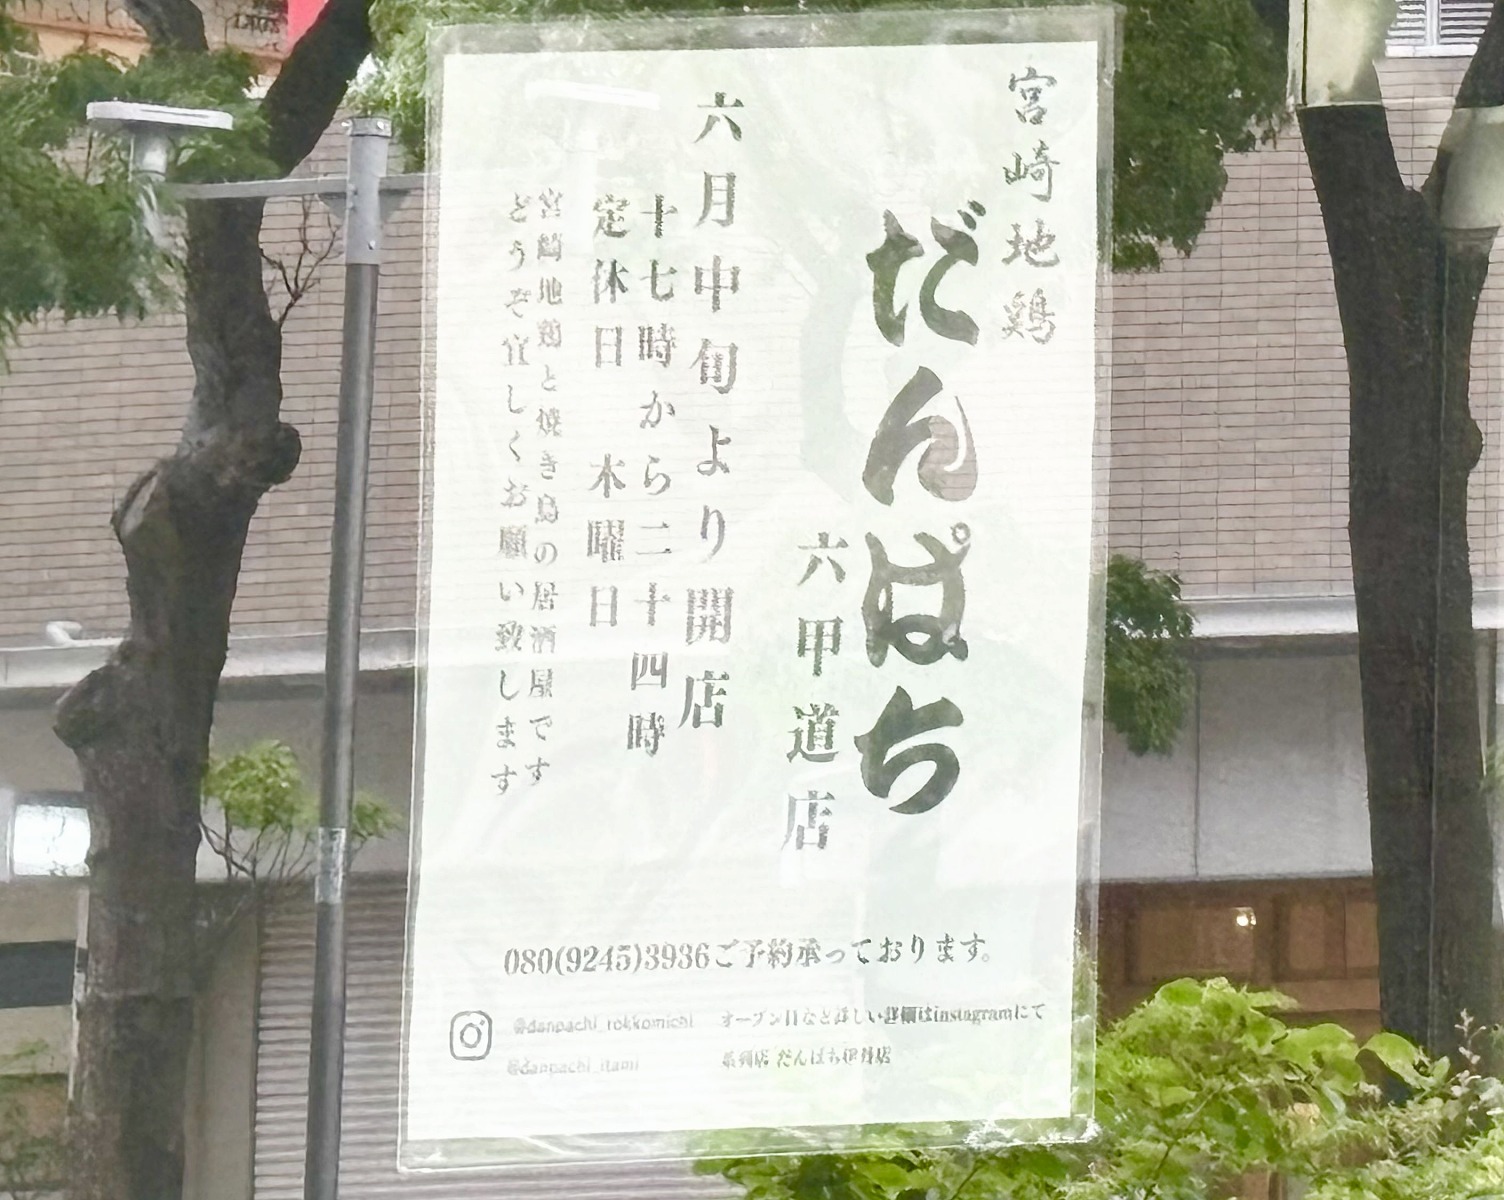 宮崎地鶏
だんぱち
六甲道店
六月中旬より開店
十七時から二十四時
定休日 木曜日
宮崎地鶏と焼き鳥の居酒屋です
どうぞ宜しくお願い致します
080(9245)3936ご予約承っております。
@danpachi_rokkomichi
オープン日など詳しい詳細はinstagramにて
@danpachi_itami
系列店 だんぱち伊丹店